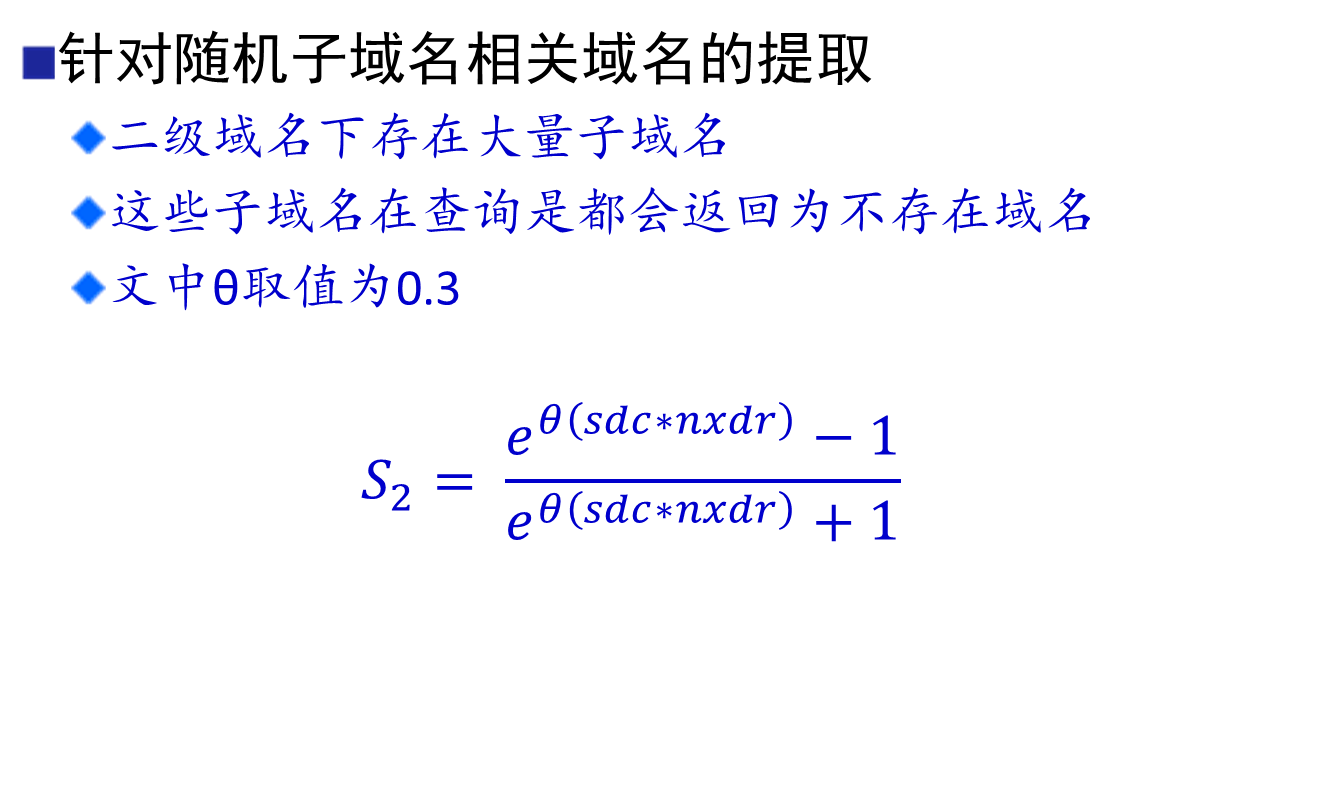 针对随机子域名相关域名的提取
二级域名下存在大量子域名
这些子域名在查询是都会返回为不存在域名
文中θ取值为0.3
S₂ = (e^θ(sdc*nxdr) − 1) / (e^θ(sdc*nxdr) + 1)